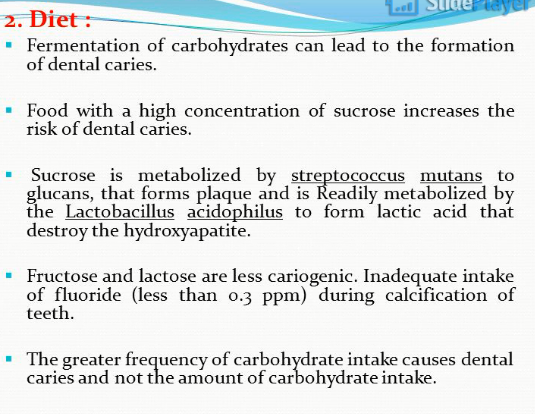 SlidePlayer
2. Diet :
▪ Fermentation of carbohydrates can lead to the formation
of dental caries.
▪ Food with a high concentration of sucrose increases the
risk of dental caries.
▪ Sucrose is metabolized by streptococcus mutans to
glucans, that forms plaque and is Readily metabolized by
the Lactobacillus acidophilus to form lactic acid that
destroy the hydroxyapatite.
▪ Fructose and lactose are less cariogenic. Inadequate intake
of fluoride (less than 0.3 ppm) during calcification of
teeth.
▪ The greater frequency of carbohydrate intake causes dental
caries and not the amount of carbohydrate intake.